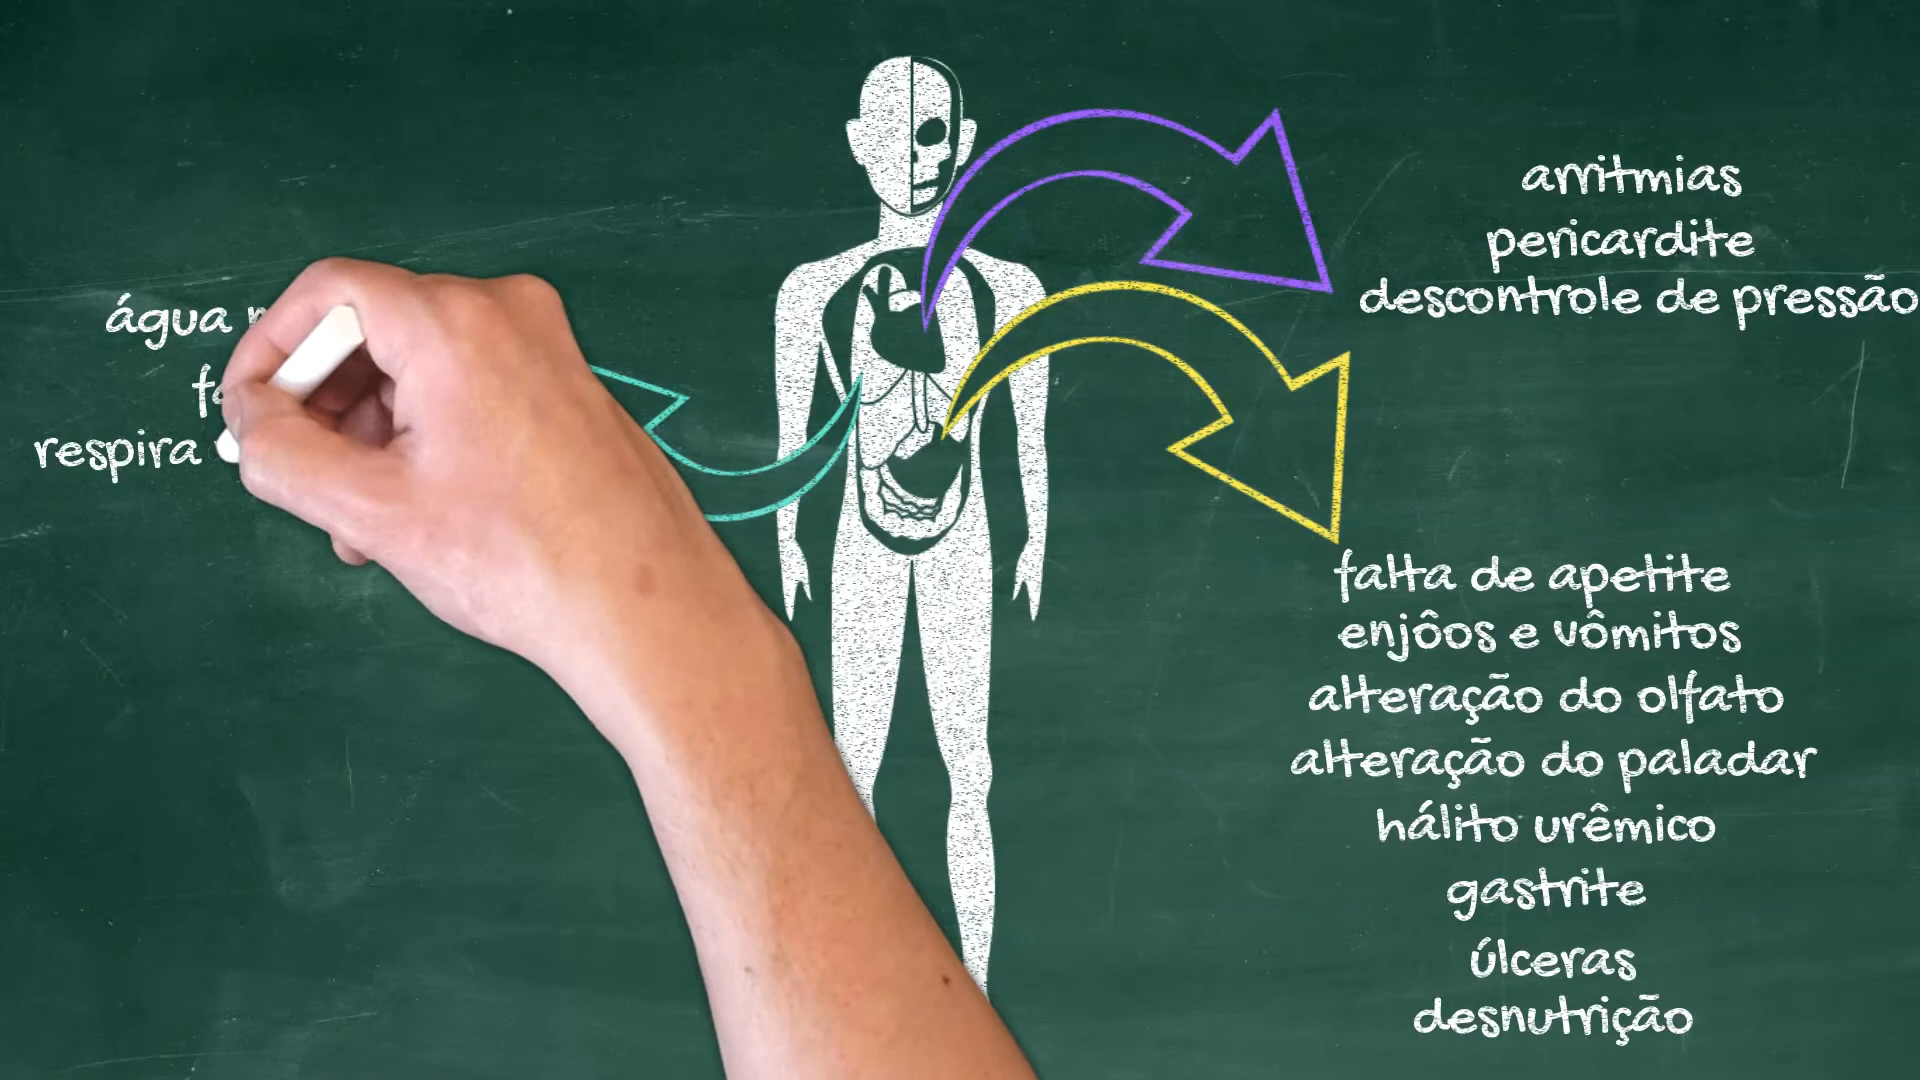 água
respira
arritmias
pericardite
descontrole de pressão
falta de apetite
enjôos e vômitos
alteração do olfato
alteração do paladar
hálito urêmico
gastrite
úlceras
desnutrição